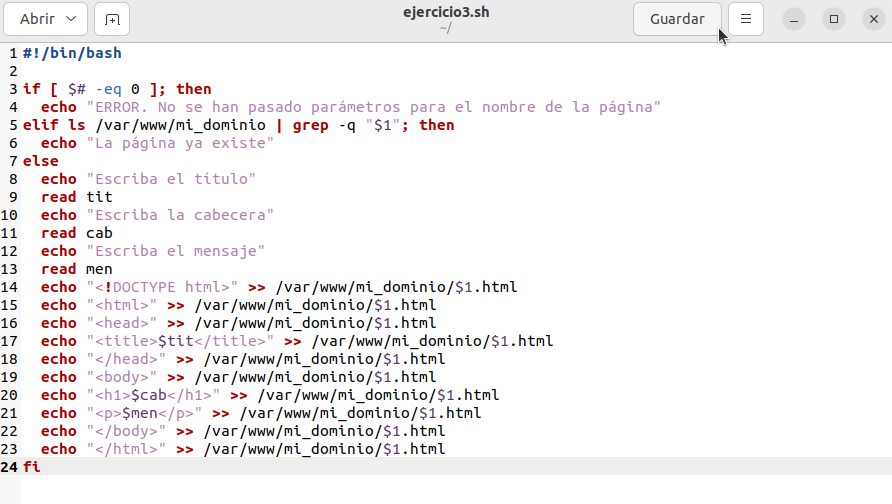 Abrir
ejercicio3.sh
~/
Guardar
1 #!/bin/bash
2
3 if [ $# -eq 0 ]; then
4   echo "ERROR. No se han pasado parámetros para el nombre de la página"
5 elif ls /var/www/mi_dominio | grep -q "$1"; then
6   echo "La página ya existe"
7 else
8   echo "Escriba el titulo"
9   read tit
10   echo "Escriba la cabecera"
11   read cab
12   echo "Escriba el mensaje"
13   read men
14   echo "<!DOCTYPE html>" >> /var/www/mi_dominio/$1.html
15   echo "<html>" >> /var/www/mi_dominio/$1.html
16   echo "<head>" >> /var/www/mi_dominio/$1.html
17   echo "<title>$tit</title>" >> /var/www/mi_dominio/$1.html
18   echo "</head>" >> /var/www/mi_dominio/$1.html
19   echo "<body>" >> /var/www/mi_dominio/$1.html
20   echo "<h1>$cab</h1>" >> /var/www/mi_dominio/$1.html
21   echo "<p>$men</p>" >> /var/www/mi_dominio/$1.html
22   echo "</body>" >> /var/www/mi_dominio/$1.html
23   echo "</html>" >> /var/www/mi_dominio/$1.html
24 fi